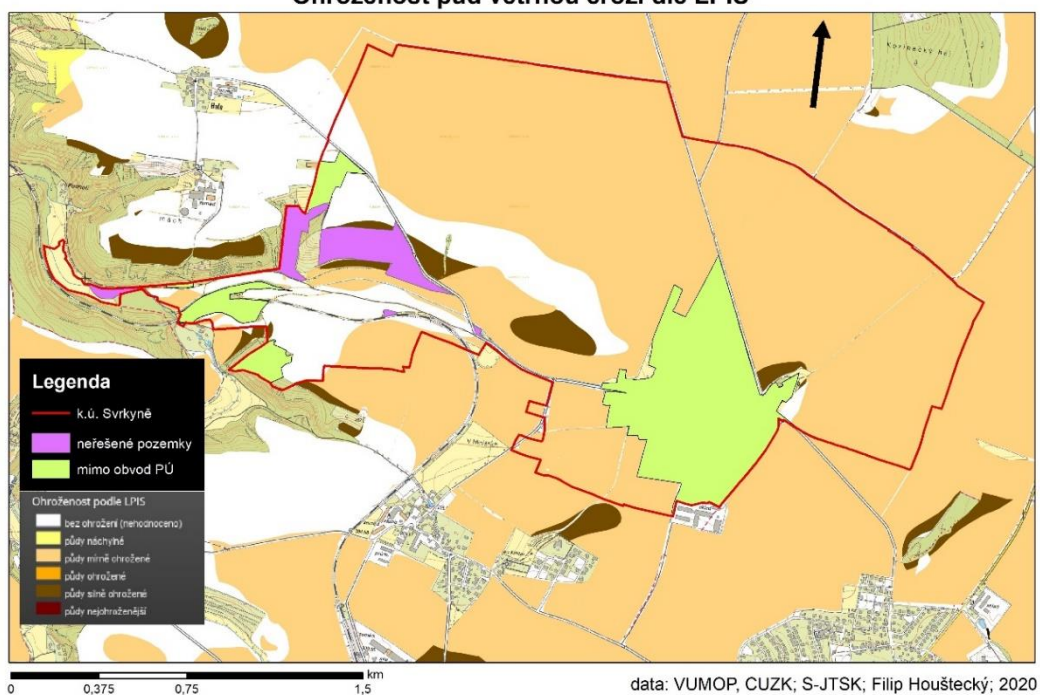 Ohroženost půd větrnou erozí dle LPIS
Kopinecký há
Legenda
k.ú. Svrkyně
neřešené pozemky
mimo obvod PÚ
Ohroženost podle LPIS
bez ohrožení (nehodnoceno)
půdy náchylné
půdy mírně ohrožené
půdy ohrožené
půdy silně ohrožené
půdy nejohroženější
km
0 0,375 0,75 1,5
data: VUMOP, CUZK; S-JTSK; Filip Houštecký; 2020